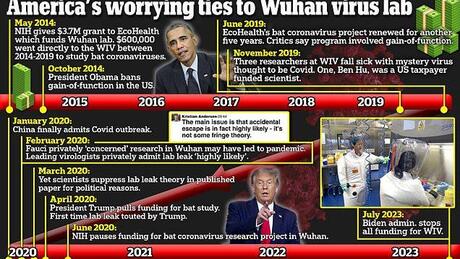 America's worrying ties to Wuhan virus lab
May 2014:
NIH gives $3.7M grant to EcoHealth
which funds Wuhan lab. $600,000
went directly to the WIV between
2014-2019 to study bat coronaviruses.
October 2014:
President Obama bans
gain-of-function in the US.
June 2019:
EcoHealth's bat coronavirus project renewed for another
five years. Critics say program involved gain-of-function.
November 2019:
Three researchers at WIV fall sick with mystery virus
thought to be Covid. One, Ben Hu, was a US taxpayer
funded scientist.
2015
2016
2017
2018
2019
January 2020:
China finally admits Covid outbreak.
February 2020:
Fauci privately 'concerned' research in Wuhan may have led to pandemic.
Leading virologists privately admit lab leak 'highly likely'.
Kristian Andersen
The main issue is that accidental
escape is in fact highly likely - it's
not some fringe theory.
March 2020:
Yet scientists suppress lab leak theory in published
paper for political reasons.
April 2020:
President Trump pulls funding for bat study.
First time lab leak touted by Trump.
June 2020:
NIH pauses funding for bat coronavirus research project in Wuhan.
July 2023:
Biden admin. stops
all funding for WIV.
2020
2021
2022
2023